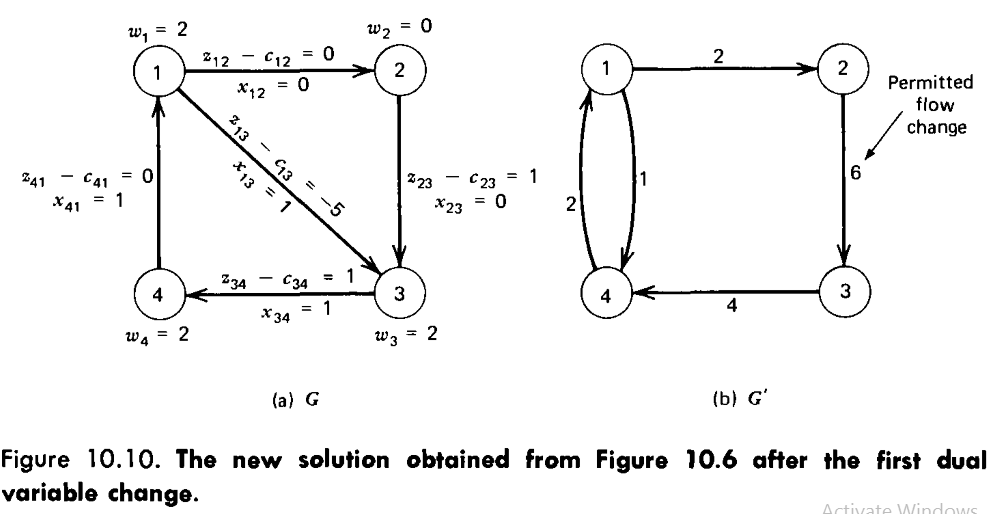 w₁ = 2
w₂ = 0
z₁₂ − c₁₂ = 0
x₁₂ = 0
1
2
z₁₃ − c₁₃ = −5
x₁₃ = 1
z₄₁ − c₄₁ = 0
x₄₁ = 1
z₂₃ − c₂₃ = 1
x₂₃ = 0
z₃₄ − c₃₄ = 1
x₃₄ = 1
4
3
w₄ = 2
w₃ = 2
(a) G
1
2
2
Permitted
flow
change
6
2
1
4
4
3
(b) G′
Figure 10.10. The new solution obtained from Figure 10.6 after the first dual
variable change.
Activate Windows